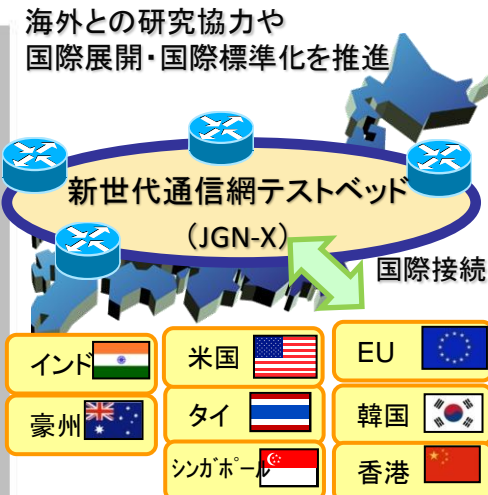 海外との研究協力や
国際展開・国際標準化を推進
新世代通信網テストベッド
(JGN-X)
国際接続
インド
米国
EU
豪州
タイ
韓国
シンガポール
香港